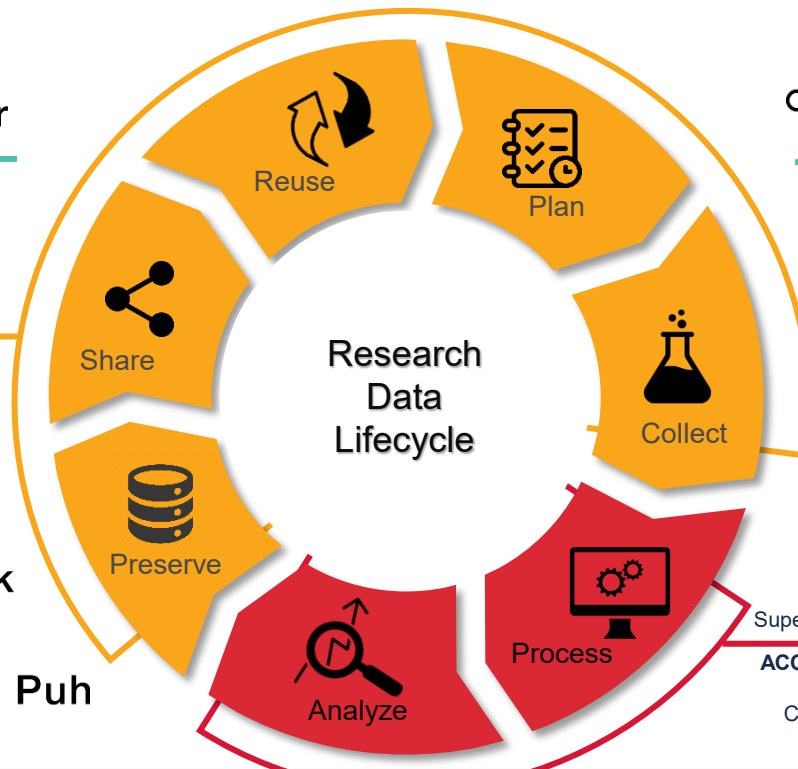 Reuse
Plan
Share
Research
Data
Lifecycle
Collect
Preserve
Process
Analyze
Puh